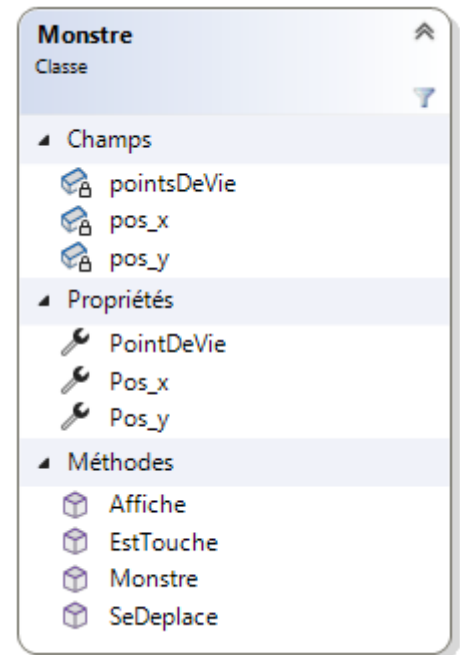 Monstre
Classe
Champs
pointsDeVie
pos_x
pos_y
Propriétés
PointDeVie
Pos_x
Pos_y
Méthodes
Affiche
EstTouche
Monstre
SeDeplace